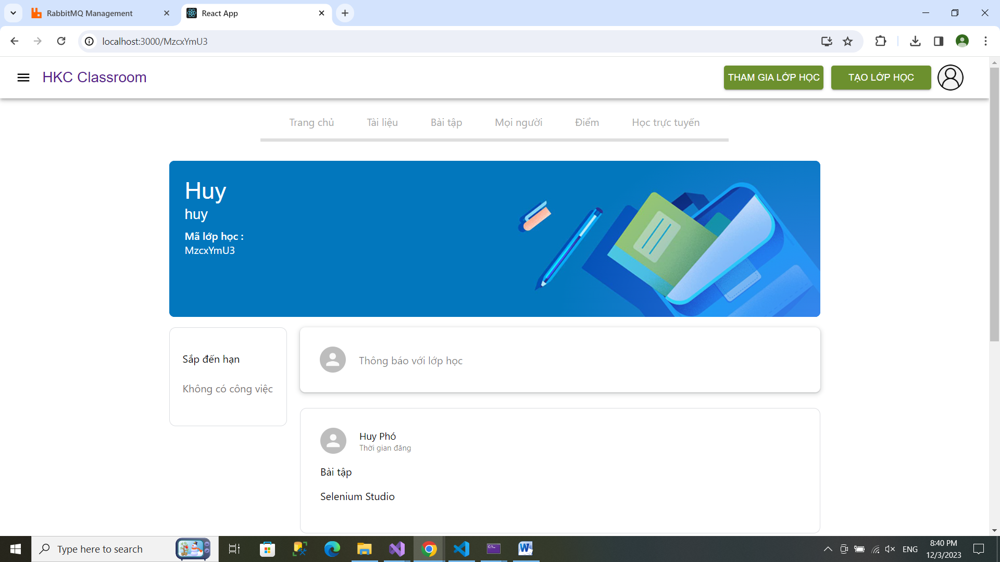 RabbitMQ Management
React App
localhost:3000/MzcxYmU3
HKC Classroom
THAM GIA LỚP HỌC
TẠO LỚP HỌC
Trang chủ
Tài liệu
Bài tập
Mọi người
Điểm
Học trực tuyến
Huy
huy
Mã lớp học :
MzcxYmU3
Sắp đến hạn
Không có công việc
Thông báo với lớp học
Huy Phó
Thời gian đăng
Bài tập
Selenium Studio
Type here to search
ENG
8:40 PM
12/3/2023